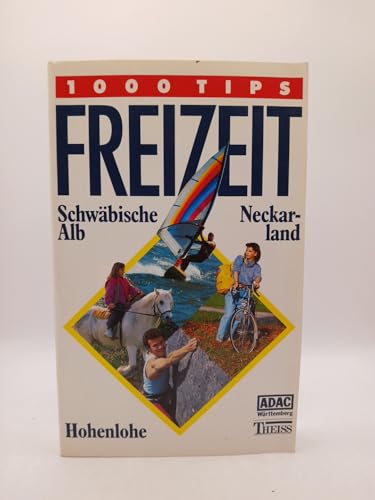 1000 TIPS
FREIZEIT
Schwäbische
Alb
Neckar-
land
Hohenlohe
ADAC
Württemberg
THEISS